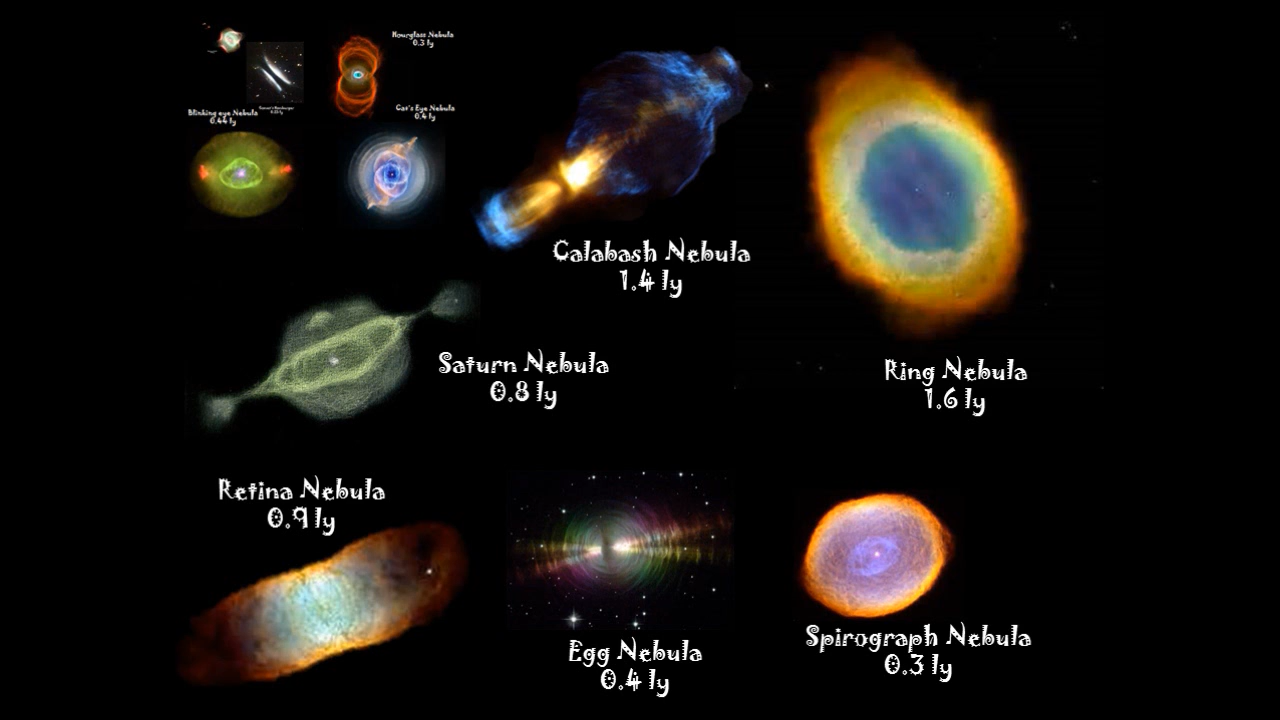 Hourglass Nebula
0.3 ly
Blinking eye Nebula
0.44 ly
Cat's Eye Nebula
0.4 ly
Calabash Nebula
1.4 ly
Saturn Nebula
0.8 ly
Ring Nebula
1.6 ly
Retina Nebula
0.9 ly
Egg Nebula
0.4 ly
Spirograph Nebula
0.3 ly